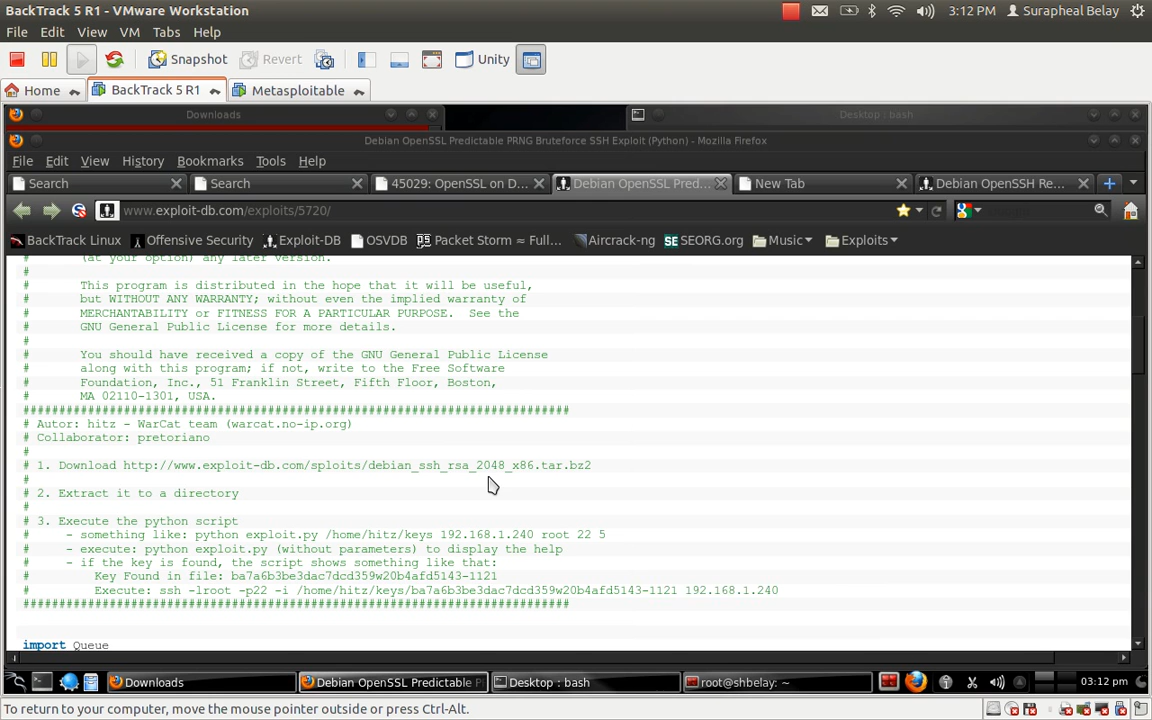 BackTrack 5 R1 - VMware Workstation
3:12 PM
Surapheal Belay
File Edit View VM Tabs Help
Snapshot
Revert
Unity
Home
BackTrack 5 R1
Metasploitable
Downloads
Desktop : bash
Debian OpenSSL Predictable PRNG Bruteforce SSH Exploit (Python) - Mozilla Firefox
File Edit View History Bookmarks Tools Help
Search
Search
45029: OpenSSL on D...
Debian OpenSSL Pred...
New Tab
Debian OpenSSH Re...
www.exploit-db.com/exploits/5720/
BackTrack Linux
Offensive Security
Exploit-DB
OSVDB
Packet Storm ≈ Full...
Aircrack-ng
SEORG.org
Music
Exploits
# (at your option) any later version.
#
# This program is distributed in the hope that it will be useful,
# but WITHOUT ANY WARRANTY; without even the implied warranty of
# MERCHANTABILITY or FITNESS FOR A PARTICULAR PURPOSE. See the
# GNU General Public License for more details.
#
# You should have received a copy of the GNU General Public License
# along with this program; if not, write to the Free Software
# Foundation, Inc., 51 Franklin Street, Fifth Floor, Boston,
# MA 02110-1301, USA.
############################################################################
# Autor: hitz - WarCat team (warcat.no-ip.org)
# Collaborator: pretoriano
#
# 1. Download http://www.exploit-db.com/sploits/debian_ssh_rsa_2048_x86.tar.bz2
#
# 2. Extract it to a directory
#
# 3. Execute the python script
# - something like: python exploit.py /home/hitz/keys 192.168.1.240 root 22 5
# - execute: python exploit.py (without parameters) to display the help
# - if the key is found, the script shows something like that:
# Key Found in file: ba7a6b3be3dac7dcd359w20b4afd5143-1121
# Execute: ssh -lroot -p22 -i /home/hitz/keys/ba7a6b3be3dac7dcd359w20b4afd5143-1121 192.168.1.240
############################################################################
import Queue
Downloads
Debian OpenSSL Predictable P
Desktop : bash
root@shbelay: ~
03:12 pm
To return to your computer, move the mouse pointer outside or press Ctrl-Alt.